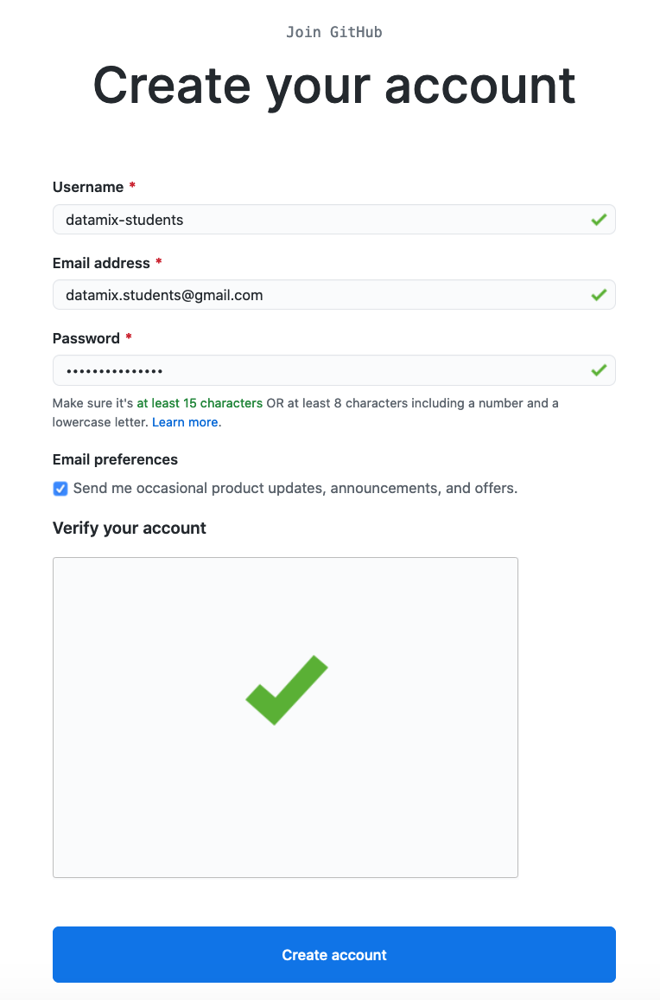 Join GitHub
Create your account
Username *
datamix-students
Email address *
datamix.students@gmail.com
Password *
•••••••••••••••
Make sure it's at least 15 characters OR at least 8 characters including a number and a
lowercase letter. Learn more.
Email preferences
Send me occasional product updates, announcements, and offers.
Verify your account
Create account